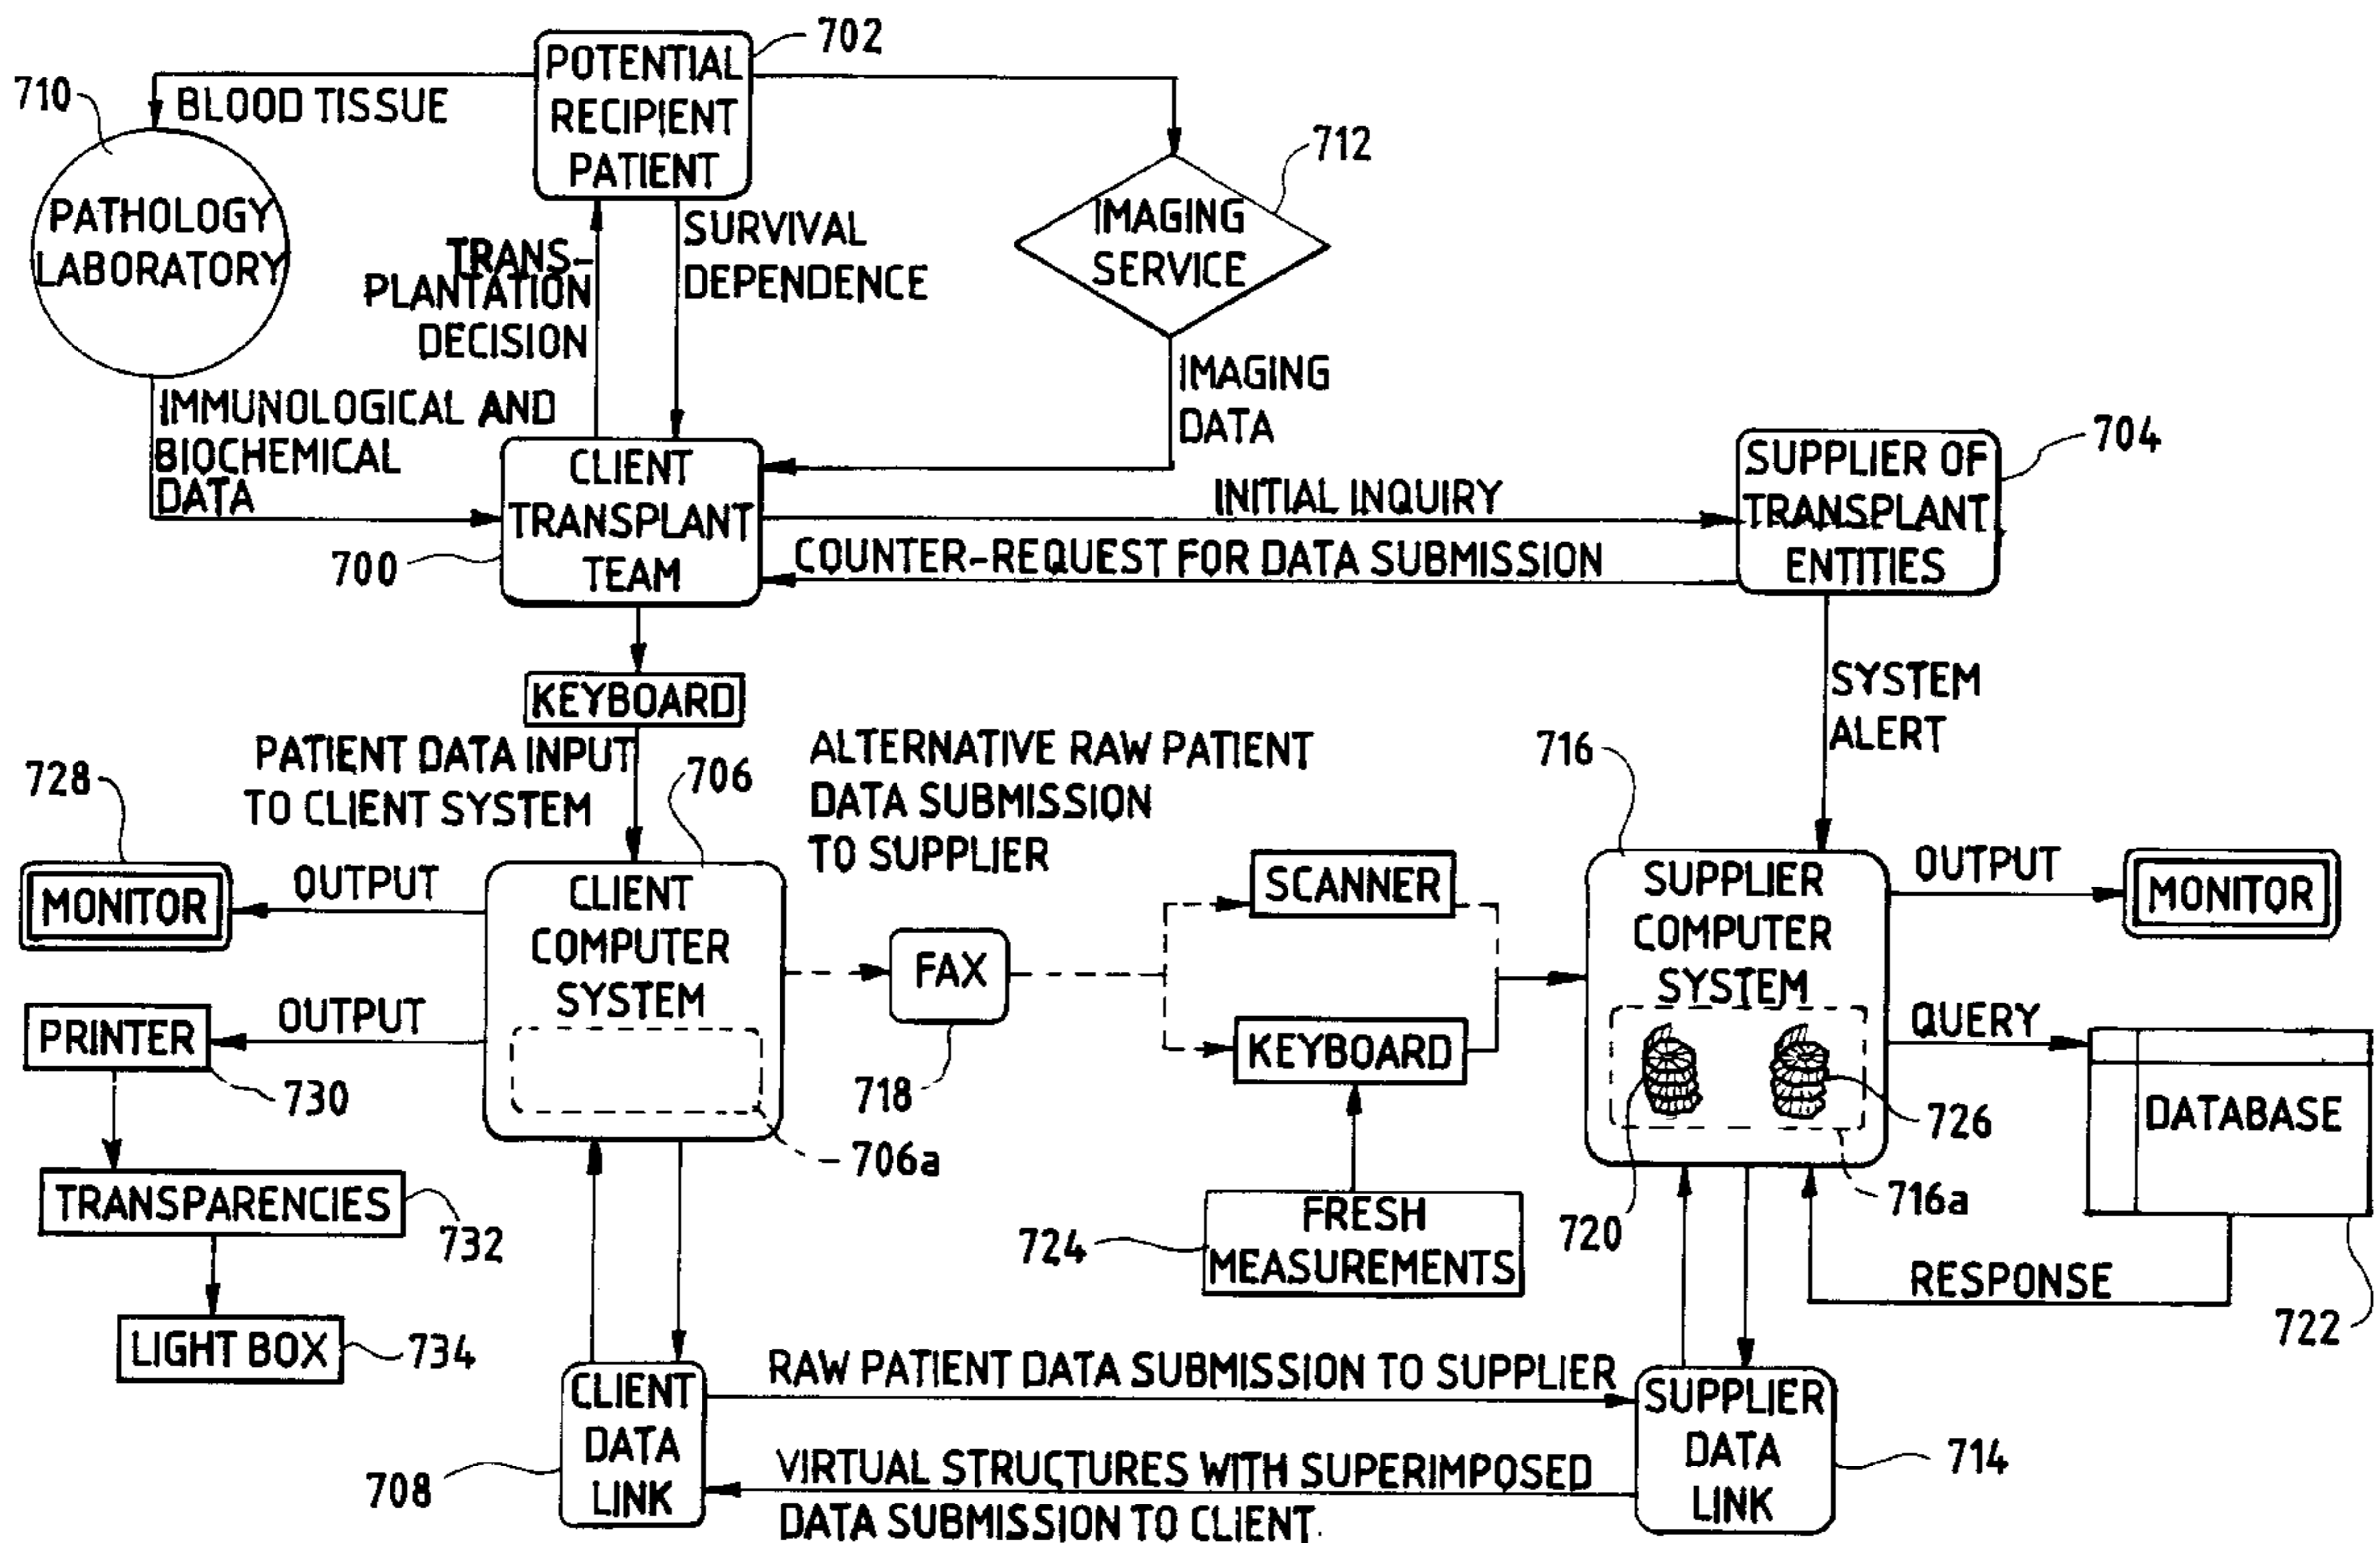 702
POTENTIAL
RECIPIENT
PATIENT
710
BLOOD TISSUE
712
PATHOLOGY
LABORATORY
IMAGING
SERVICE
TRANS-
PLANTATION
DECISION
SURVIVAL
DEPENDENCE
IMAGING
DATA
IMMUNOLOGICAL AND
BIOCHEMICAL
DATA
CLIENT
TRANSPLANT
TEAM
700
INITIAL INQUIRY
COUNTER-REQUEST FOR DATA SUBMISSION
SUPPLIER OF
TRANSPLANT
ENTITIES
704
KEYBOARD
SYSTEM
ALERT
PATIENT DATA INPUT
TO CLIENT SYSTEM
706
ALTERNATIVE RAW PATIENT
DATA SUBMISSION
TO SUPPLIER
716
728
MONITOR
OUTPUT
CLIENT
COMPUTER
SYSTEM
FAX
718
SCANNER
KEYBOARD
SUPPLIER
COMPUTER
SYSTEM
OUTPUT
MONITOR
PRINTER
OUTPUT
730
706a
QUERY
DATABASE
726
716a
720
TRANSPARENCIES
732
724
FRESH
MEASUREMENTS
RESPONSE
722
LIGHT BOX
734
CLIENT
DATA
LINK
708
RAW PATIENT DATA SUBMISSION TO SUPPLIER
VIRTUAL STRUCTURES WITH SUPERIMPOSED
DATA SUBMISSION TO CLIENT.
SUPPLIER
DATA
LINK
714